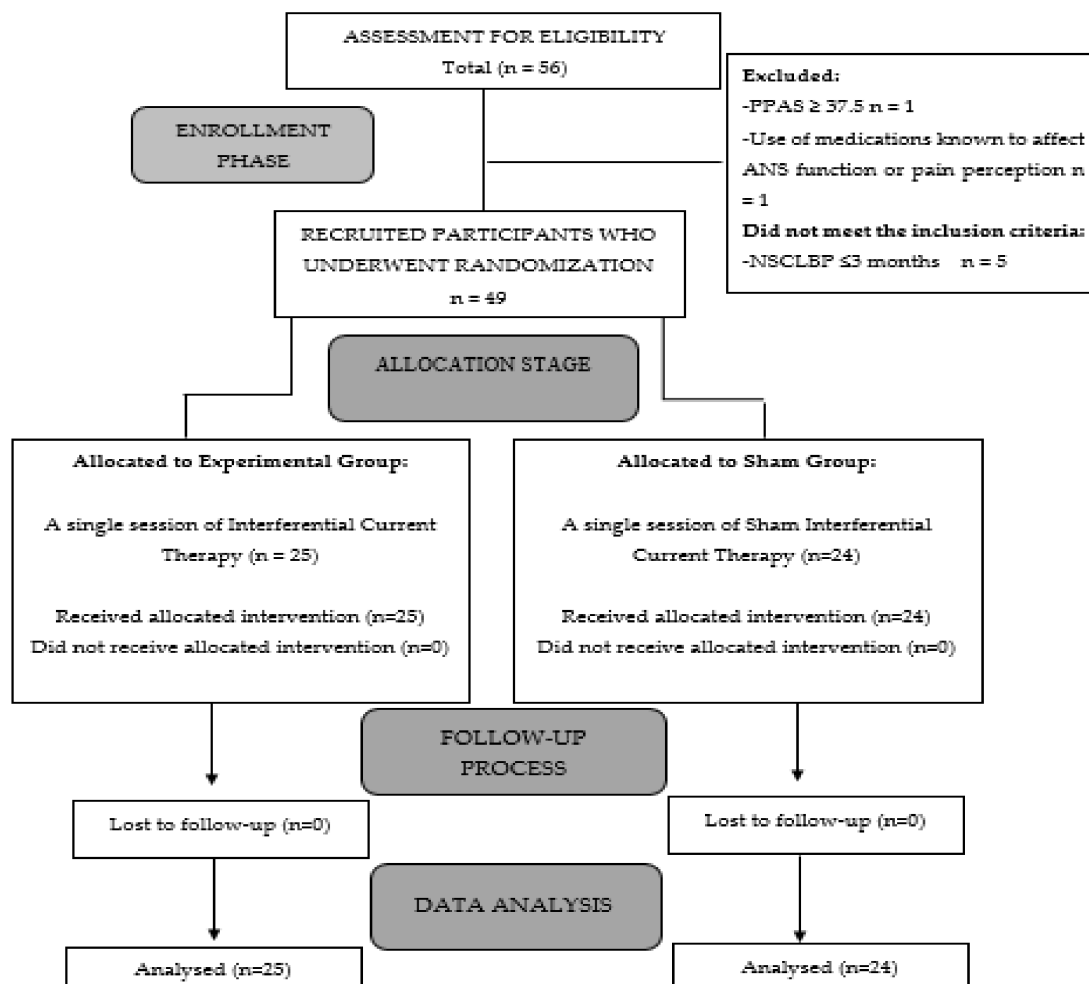 ASSESSMENT FOR ELIGIBILITY
Total (n = 56)
Excluded:
-PPAS ≥ 37.5 n = 1
-Use of medications known to affect
ANS function or pain perception n
= 1
Did not meet the inclusion criteria:
-NSCLBP ≤3 months n = 5
ENROLLMENT
PHASE
RECRUITED PARTICIPANTS WHO
UNDERWENT RANDOMIZATION
n = 49
ALLOCATION STAGE
Allocated to Experimental Group:
A single session of Interferential Current
Therapy (n = 25)
Received allocated intervention (n=25)
Did not receive allocated intervention (n=0)
Allocated to Sham Group:
A single session of Sham Interferential
Current Therapy (n=24)
Received allocated intervention (n=24)
Did not receive allocated intervention (n=0)
FOLLOW-UP
PROCESS
Lost to follow-up (n=0)
Lost to follow-up (n=0)
DATA ANALYSIS
Analysed (n=25)
Analysed (n=24)